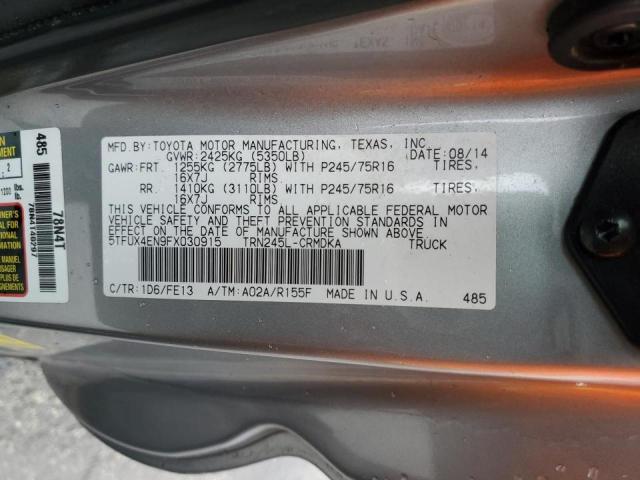 MFD. BY: TOYOTA MOTOR MANUFACTURING, TEXAS, INC.
GVWR: 2425KG (5350LB) DATE: 08/14
GAWR: FRT. 1255KG (2775LB) WITH P245/75R16 TIRES,
16X7J RIMS
RR. 1410KG (3110LB) WITH P245/75R16 TIRES,
16X7J RIMS
THIS VEHICLE CONFORMS TO ALL APPLICABLE FEDERAL MOTOR
VEHICLE SAFETY AND THEFT PREVENTION STANDARDS IN
EFFECT ON THE DATE OF MANUFACTURE SHOWN ABOVE.
5TFUX4EN9FX030915 TRN245L-CRMDKA TRUCK
C/TR: 1D6/FE13 A/TM: A02A/R155F MADE IN U.S.A. 485
485
78N4T
78N4140297